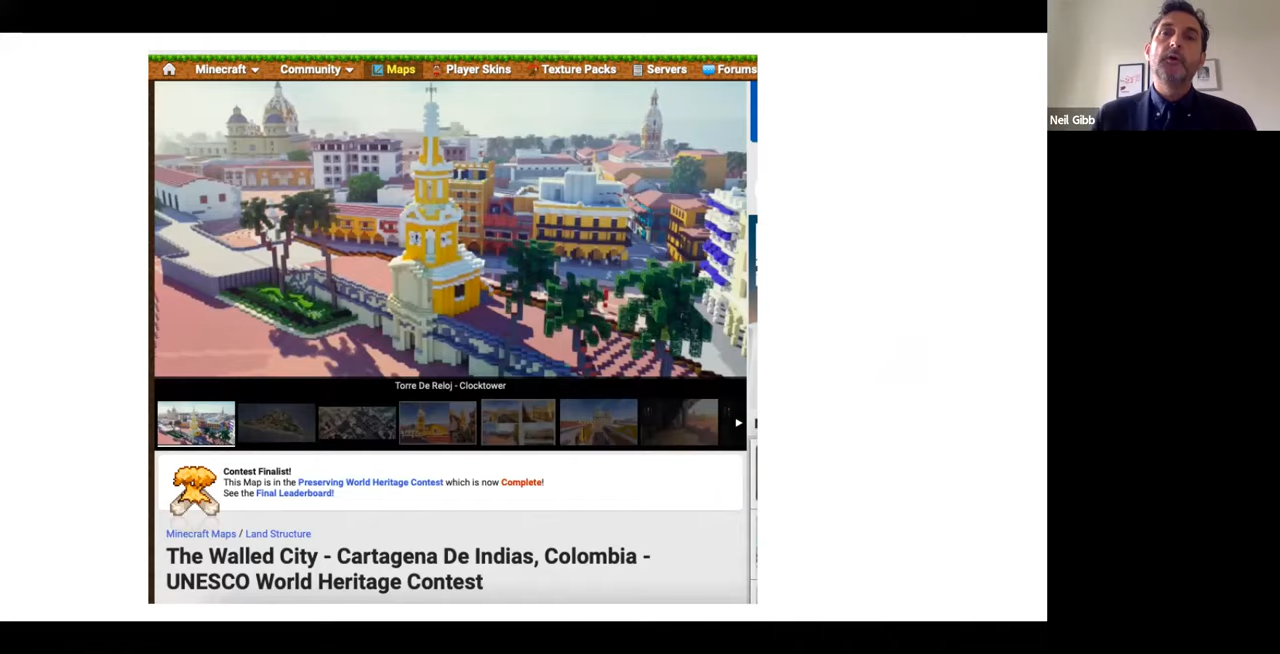 Minecraft Community Maps Player Skins Texture Packs Servers Forums
Neil Gibb
Torre De Reloj - Clocktower
Contest Finalist!
This Map is in the Preserving World Heritage Contest which is now Complete!
See the Final Leaderboard!
Minecraft Maps / Land Structure
The Walled City - Cartagena De Indias, Colombia -
UNESCO World Heritage Contest